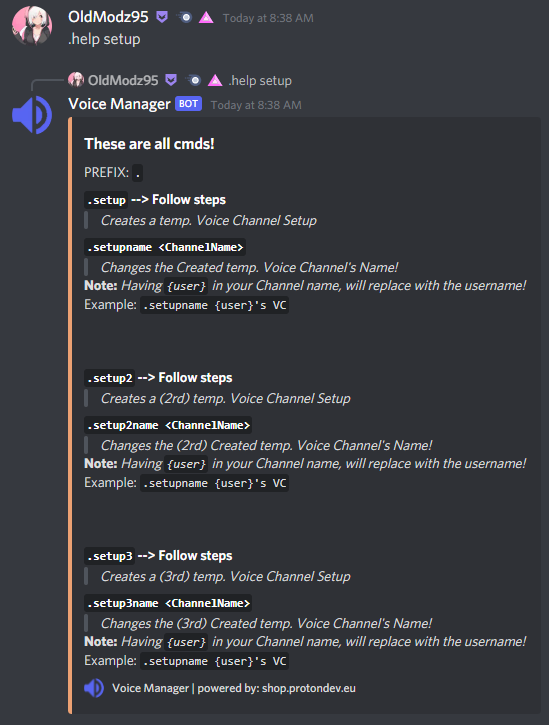 OldModz95 Today at 8:38 AM
.help setup
OldModz95 .help setup
Voice Manager BOT Today at 8:38 AM
These are all cmds!
PREFIX: .
.setup --> Follow steps
Creates a temp. Voice Channel Setup
.setupname <ChannelName>
Changes the Created temp. Voice Channel's Name!
Note: Having {user} in your Channel name, will replace with the username!
Example: .setupname {user}'s VC
.setup2 --> Follow steps
Creates a (2rd) temp. Voice Channel Setup
.setup2name <ChannelName>
Changes the (2rd) Created temp. Voice Channel's Name!
Note: Having {user} in your Channel name, will replace with the username!
Example: .setupname {user}'s VC
.setup3 --> Follow steps
Creates a (3rd) temp. Voice Channel Setup
.setup3name <ChannelName>
Changes the (3rd) Created temp. Voice Channel's Name!
Note: Having {user} in your Channel name, will replace with the username!
Example: .setupname {user}'s VC
Voice Manager | powered by: shop.protondev.eu